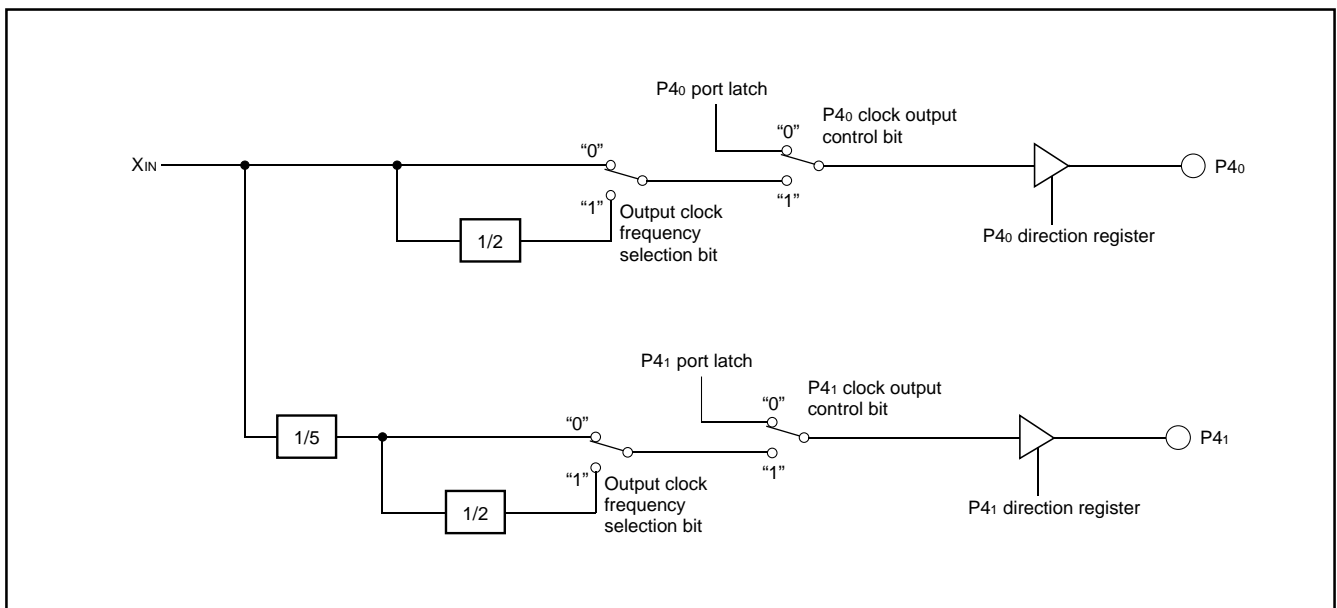 P40 port latch
P40 clock output
control bit
“0”
“0”
XIN
P40
“1”
“1”
Output clock
frequency
selection bit
1/2
P40 direction register
P41 port latch
P41 clock output
control bit
“0”
“0”
1/5
P41
“1”
“1”
Output clock
frequency
selection bit
1/2
P41 direction register